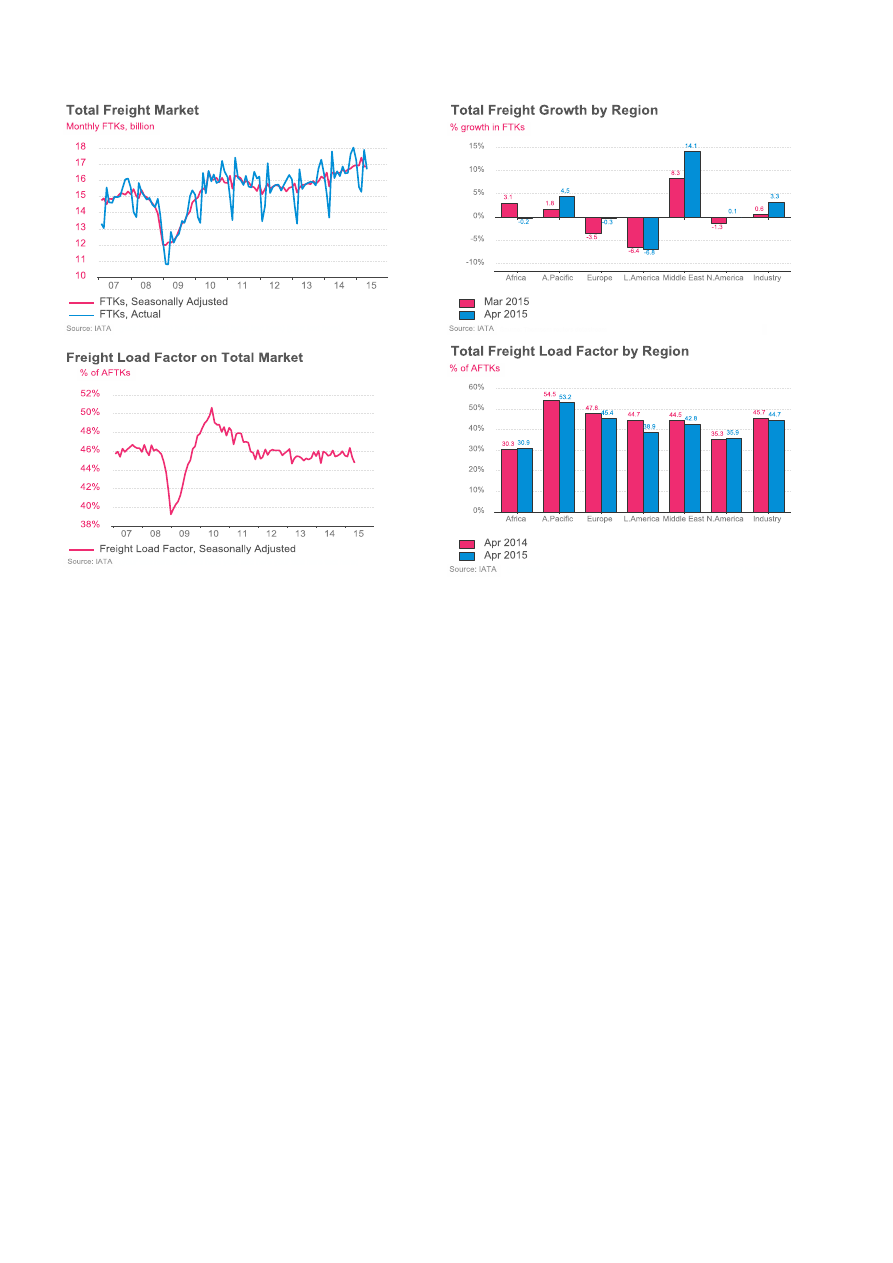 Total Freight Market
Monthly FTKs, billion
18
17
16
15
14
13
12
11
10
07 08 09 10 11 12 13 14 15
FTKs, Seasonally Adjusted
FTKs, Actual
Source: IATA
Total Freight Growth by Region
% growth in FTKs
15%
10%
5%
0%
-5%
-10%
3.1 -0.2 1.8 4.5 -3.5 -0.3 -6.4 8.3 14.1 -1.3 0.1 0.6 3.3
Africa A.Pacific Europe L.America Middle East N.America Industry
Mar 2015
Apr 2015
Source: IATA
Freight Load Factor on Total Market
% of AFTKs
52%
50%
48%
46%
44%
42%
40%
38%
07 08 09 10 11 12 13 14 15
Freight Load Factor, Seasonally Adjusted
Source: IATA
Total Freight Load Factor by Region
% of AFTKs
60%
50%
40%
30%
20%
10%
0%
30.3 30.9 54.5 53.2 47.8 45.4 44.7 38.9 44.5 42.8 35.3 35.9 45.7 44.7
Africa A.Pacific Europe L.America Middle East N.America Industry
Apr 2014
Apr 2015
Source: IATA